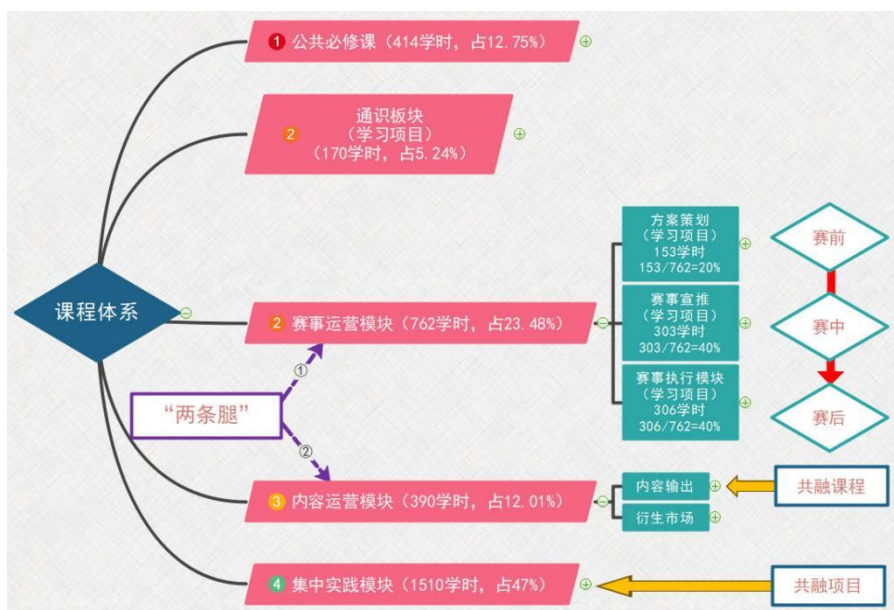 1 公共必修课（414学时，占12.75%）
通识板块
2 （学习项目）
（170学时，占5.24%）
方案策划
（学习项目）
153学时
153/762=20%
赛前
课程体系
2 赛事运营模块（762学时，占23.48%）
赛事宣推
（学习项目）
303学时
303/762=40%
赛中
①
“两条腿”
②
赛事执行模块
（学习项目）
306学时
306/762=40%
赛后
3 内容运营模块（390学时，占12.01%）
内容输出
共融课程
衍生市场
4 集中实践模块（1510学时，占47%）
共融项目